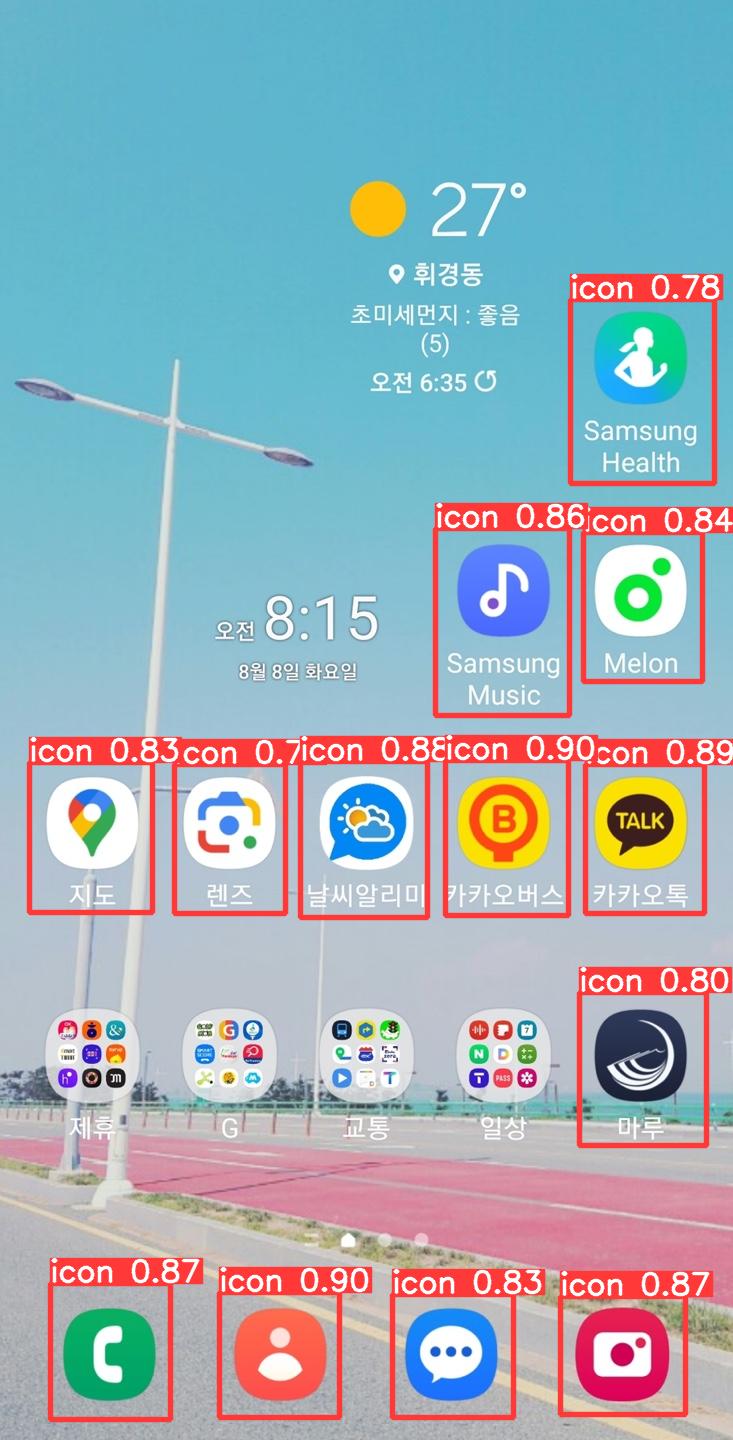 27°
휘경동
초미세먼지 : 좋음
(5)
오전 6:35
icon 0.78
Samsung
Health
icon 0.86
icon 0.84
오전 8:15
8월 8일 화요일
Samsung
Music
Melon
icon 0.83
icon 0.7
icon 0.88
icon 0.90
icon 0.89
B
TALK
지도
렌즈
날씨알리미
카카오버스
카카오톡
icon 0.80
G
7
N
D
T
T
PASS
m
제휴
G
교통
일상
마루
icon 0.87
icon 0.90
icon 0.83
icon 0.87